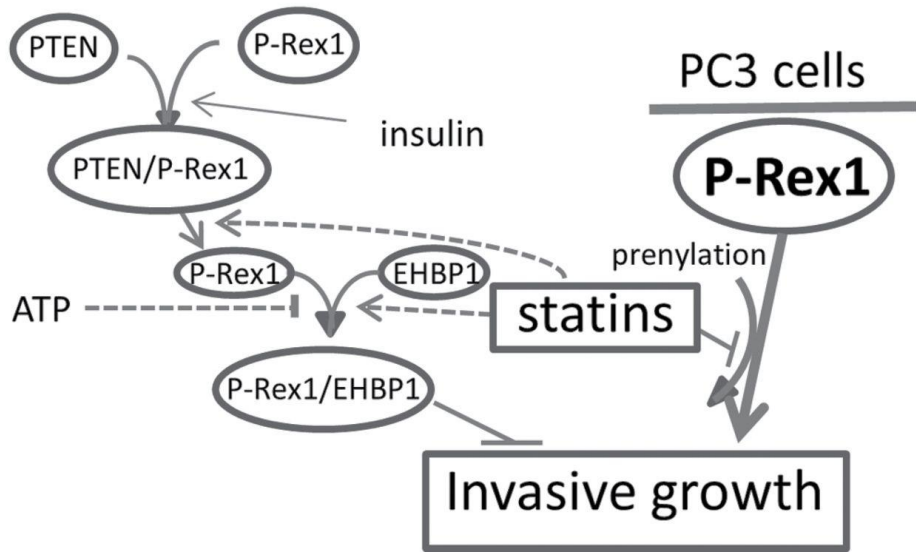 PTEN
P-Rex1
PC3 cells
insulin
PTEN/P-Rex1
P-Rex1
prenylation
P-Rex1
EHBP1
ATP
statins
P-Rex1/EHBP1
Invasive growth